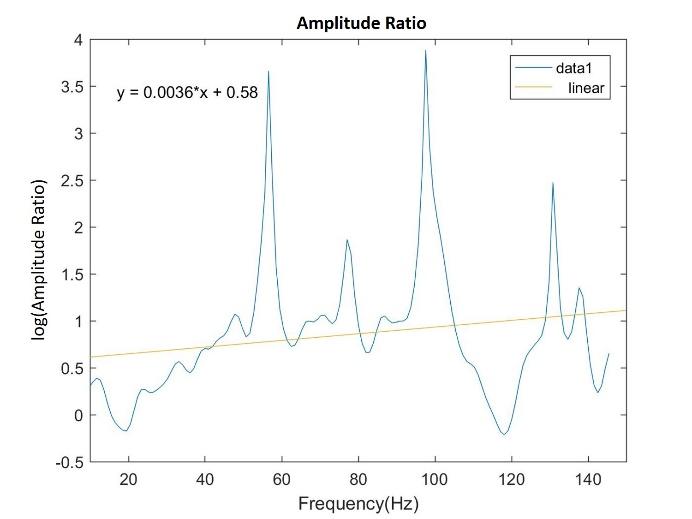 Amplitude Ratio
4
3.5
3
2.5
2
1.5
1
0.5
0
-0.5
log(Amplitude Ratio)
y = 0.0036*x + 0.58
data1
linear
20 40 60 80 100 120 140
Frequency(Hz)